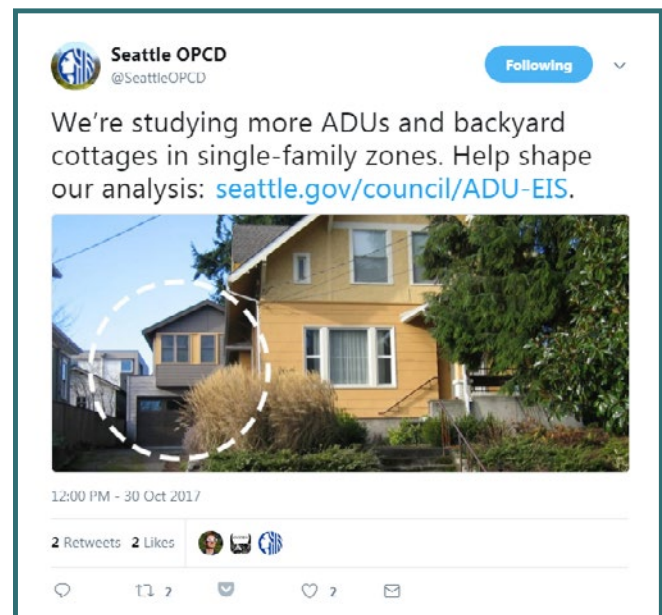 Seattle OPCD
@SeattleOPCD
Following
We're studying more ADUs and backyard
cottages in single-family zones. Help shape
our analysis: seattle.gov/council/ADU-EIS.
12:00 PM - 30 Oct 2017
2 Retweets 2 Likes
2 2